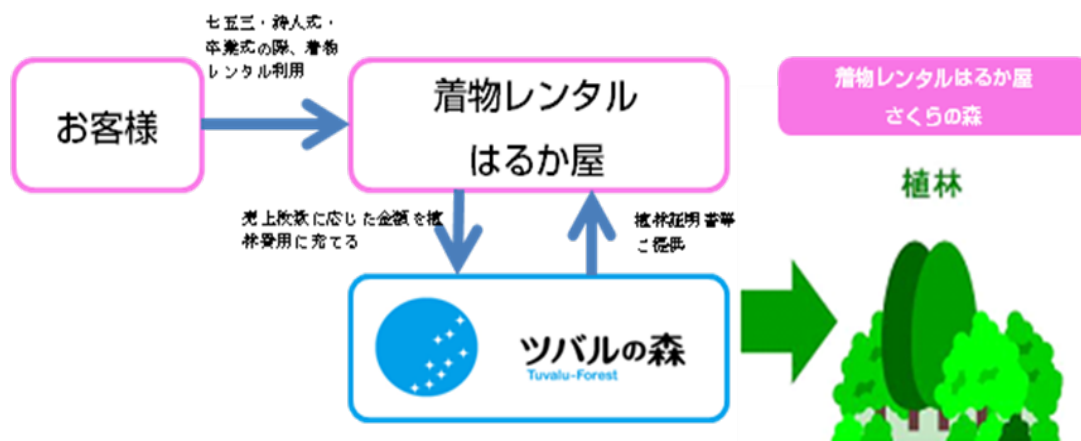 七五三・成人式・
卒業式の際、着物
レンタル利用
お客様
着物レンタル
はるか屋
着物レンタルはるか屋
さくらの森
植林
売上枚数に応じた金額を植
林費用に充てる
植林証明書等
ご提供
ツバルの森
Tuvalu-Forest